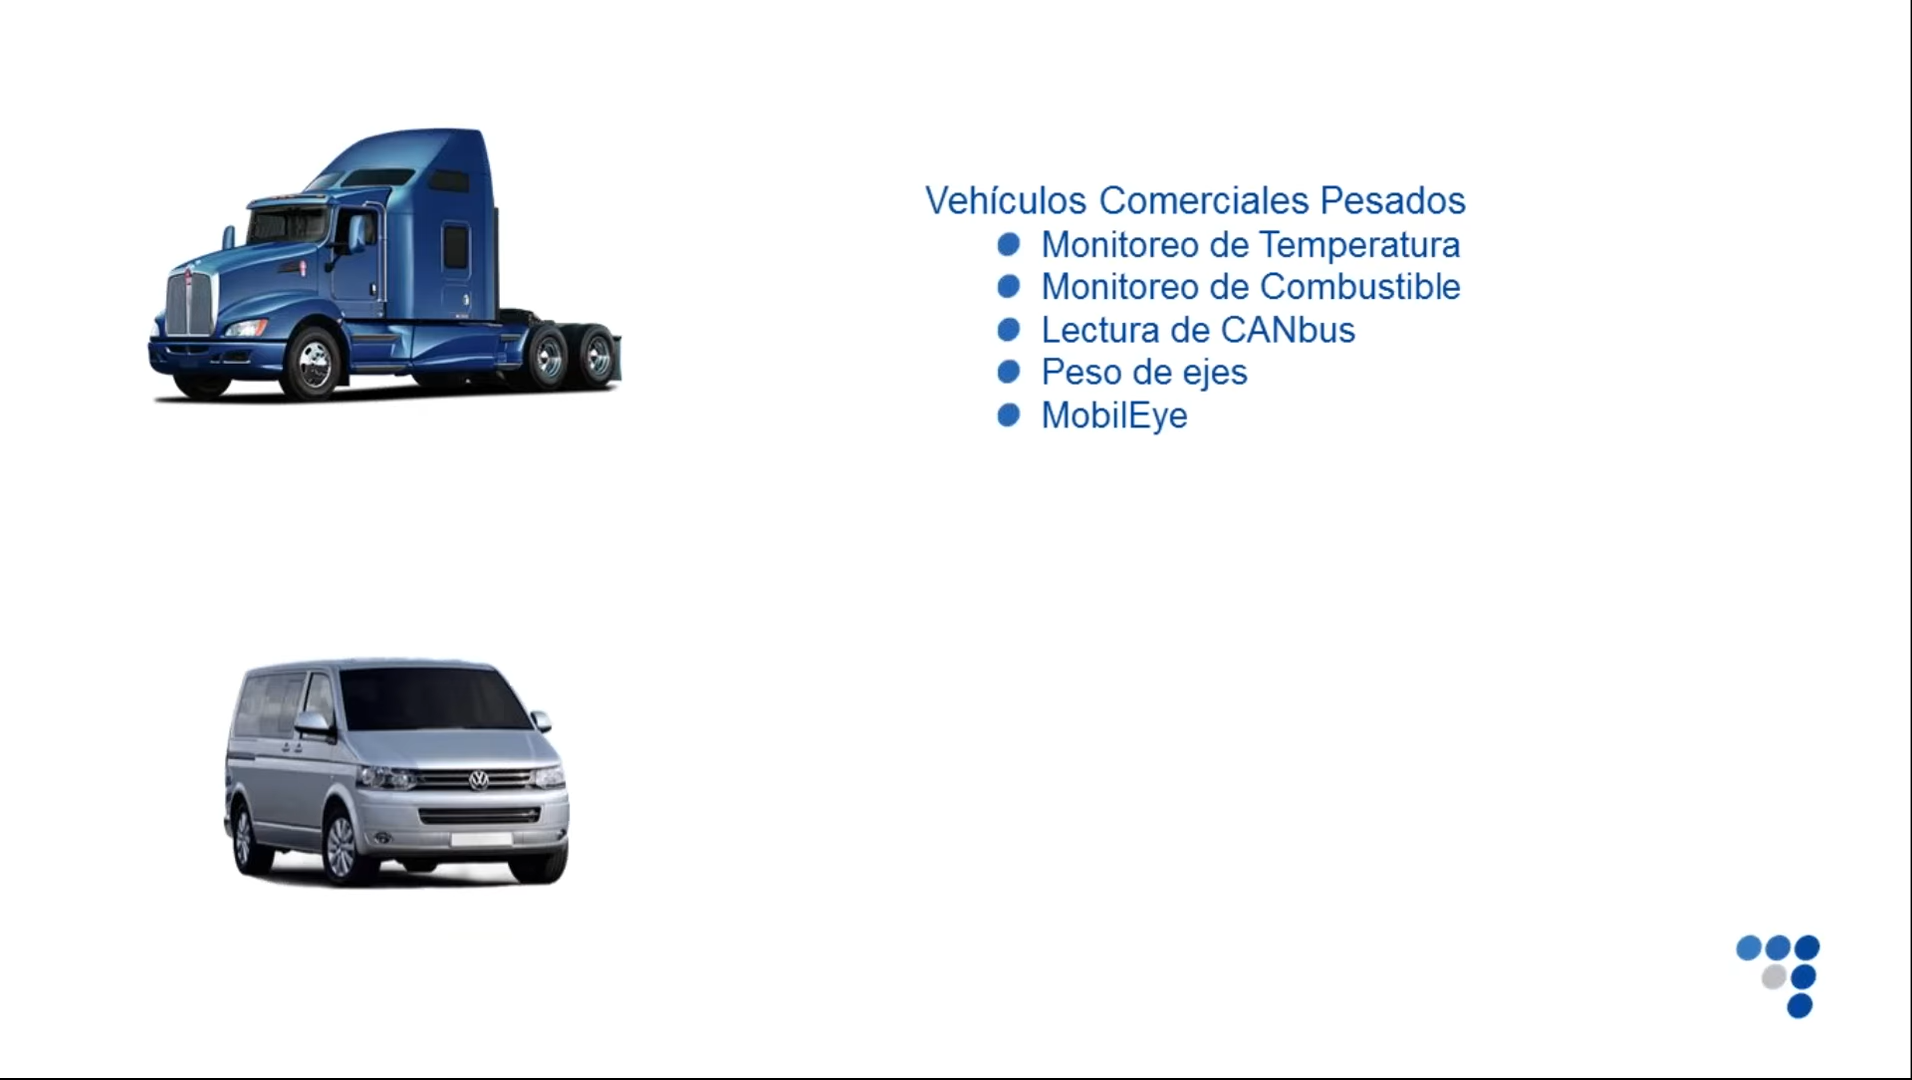 Vehículos Comerciales Pesados
Monitoreo de Temperatura
Monitoreo de Combustible
Lectura de CANbus
Peso de ejes
MobilEye